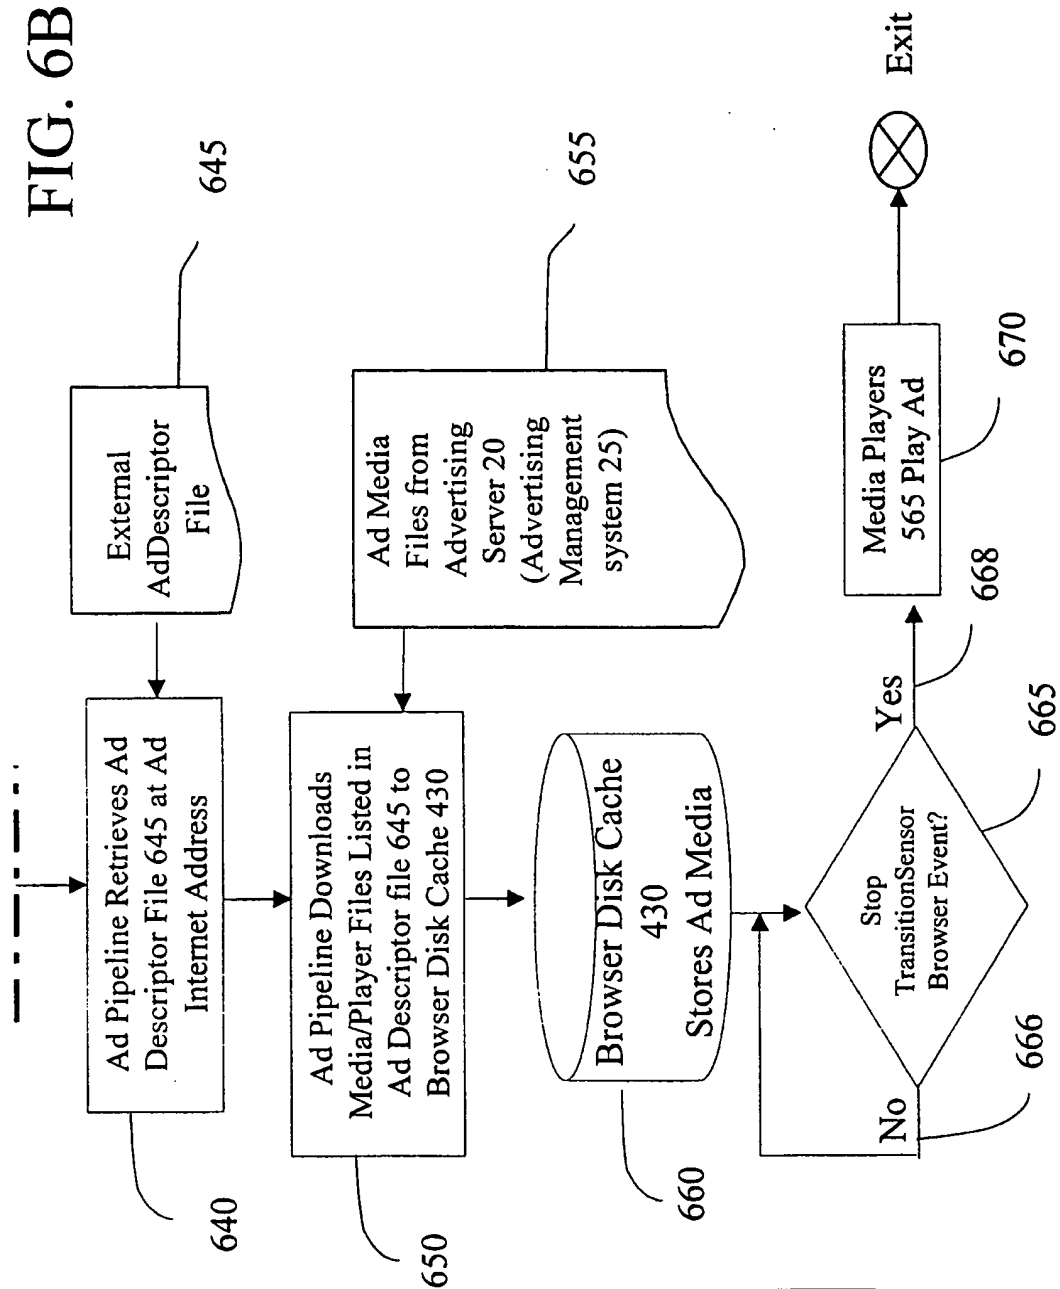 FIG. 6B
Ad Pipeline Retrieves Ad
Descriptor File 645 at Ad
Internet Address
640
External
AdDescriptor
File
645
Ad Pipeline Downloads
Media/Player Files Listed in
Ad Descriptor file 645 to
Browser Disk Cache 430
650
Ad Media
Files from
Advertising
Server 20
(Advertising
Management
system 25)
655
Browser Disk Cache
430
Stores Ad Media
660
Stop
TransitionSensor
Browser Event?
665
No
666
Yes
668
Media Players
565 Play Ad
670
Exit